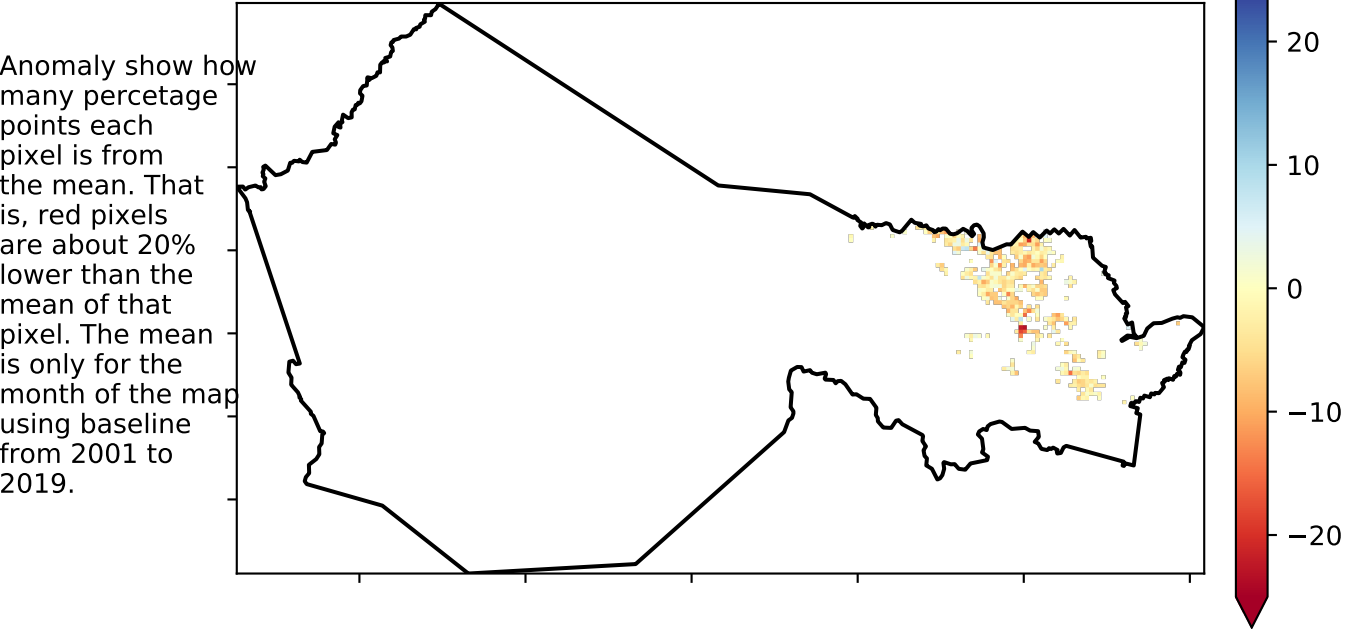 Anomaly show how
many percetage
points each
pixel is from
the mean. That
is, red pixels
are about 20%
lower than the
mean of that
pixel. The mean
is only for the
month of the map
using baseline
from 2001 to
2019.
20
10
0
−10
−20